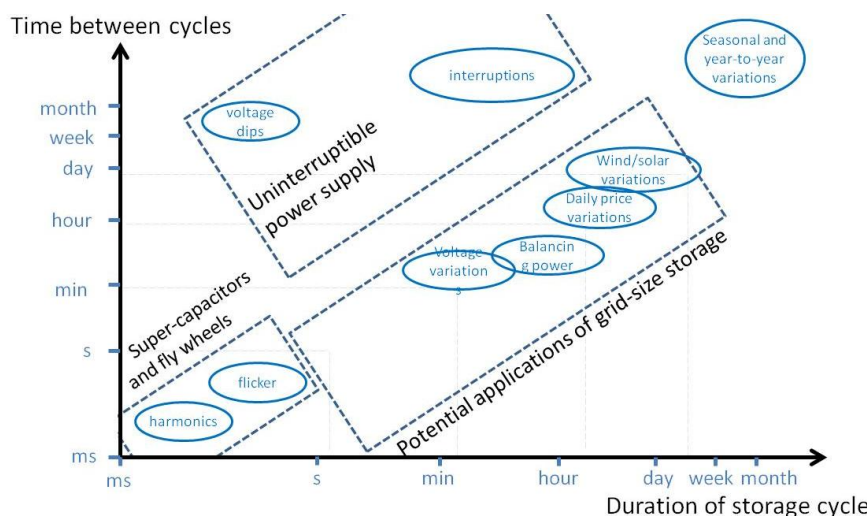 Time between cycles
Seasonal and
year-to-year
variations
interruptions
month
voltage
dips
week
day
Uninterruptible
power supply
Wind/solar
variations
Daily price
variations
hour
Voltage
variation
s
Balancin
g power
min
Super-capacitors
and fly wheels
Potential applications of grid-size storage
s
flicker
harmonics
ms
ms
s
min
hour
day
week
month
Duration of storage cycle